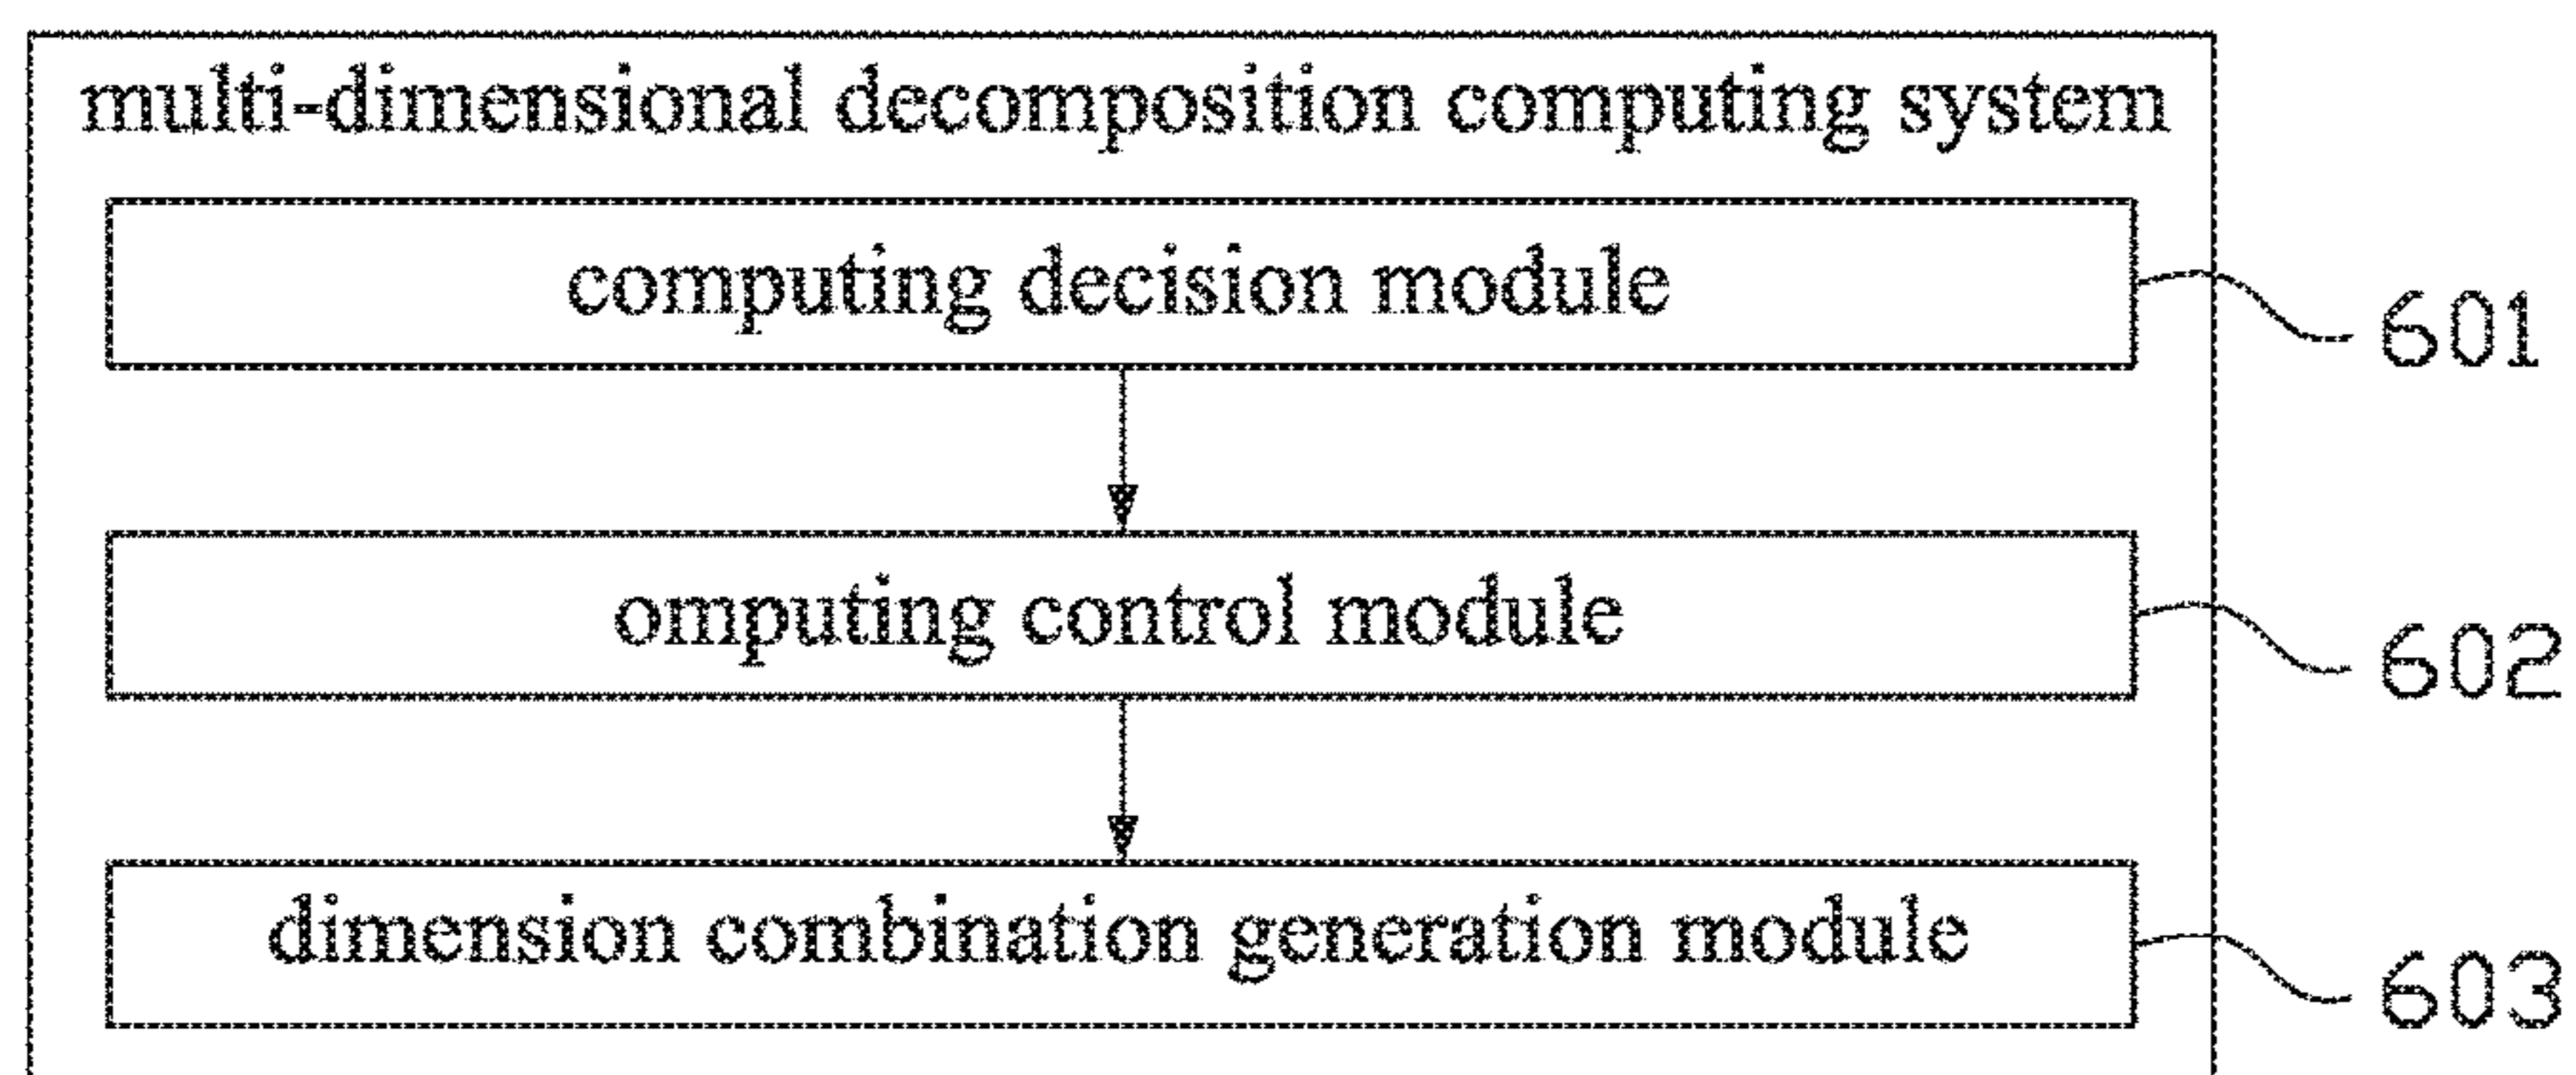 multi-dimensional decomposition computing system
computing decision module
601
omputing control module
602
dimension combination generation module
603